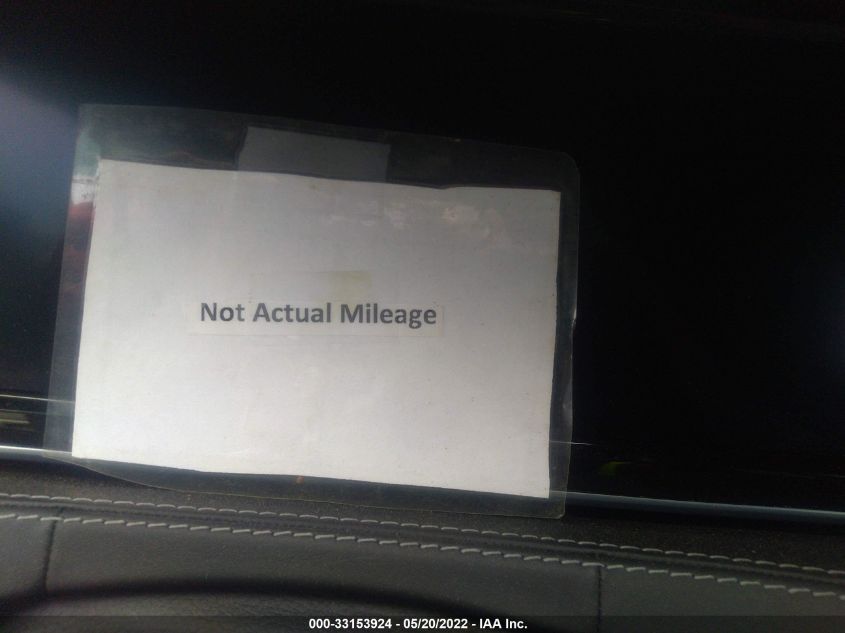 Not Actual Mileage
000-33153924 - 05/20/2022 - IAA Inc.